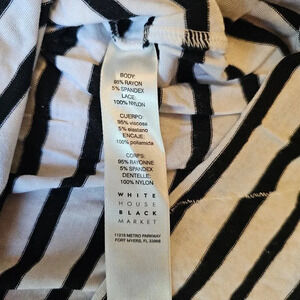 BODY:
95% RAYON
5% SPANDEX
LACE:
100% NYLON
CUERPO:
95% viscosa
5% elastano
ENCAJE:
100% poliamida
CORPS:
95% RAYONNE
5% SPANDEX
DENTELLE:
100% NYLON
WHITE
HOUSE
BLACK
MARKET
11215 METRO PARKWAY
FORT MYERS, FL 33966